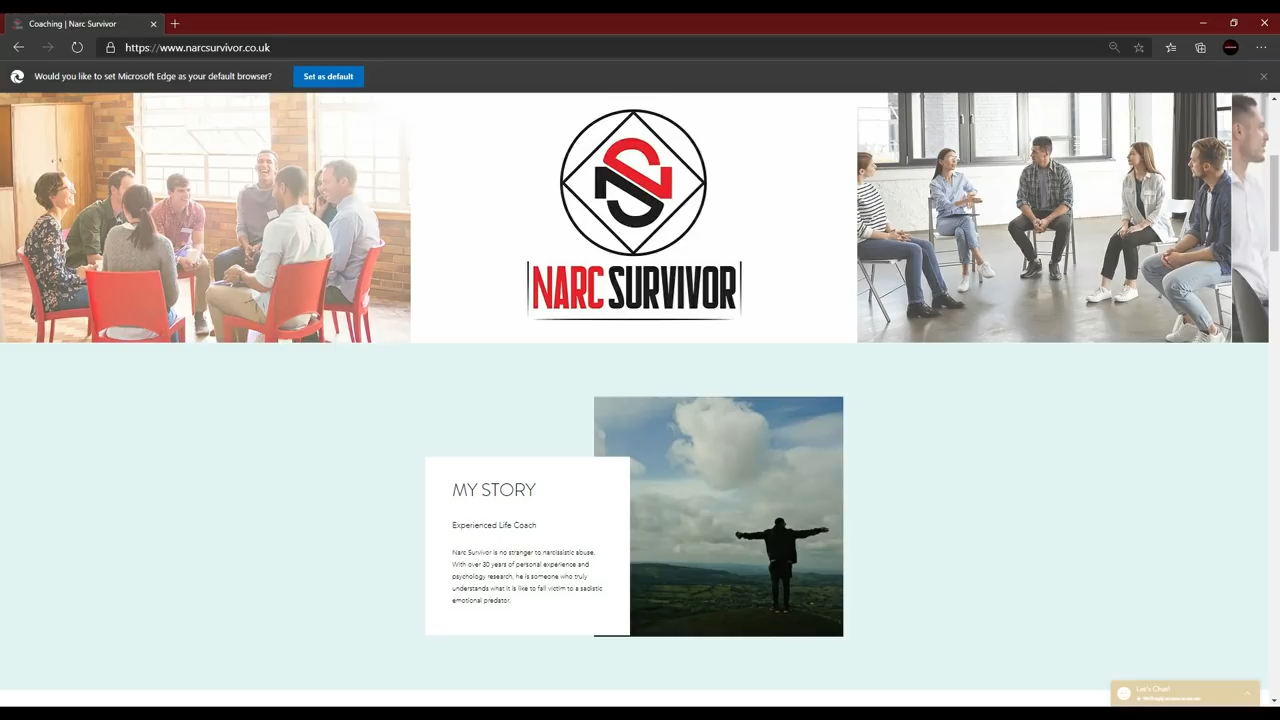 Coaching | Narc Survivor
https://www.narcsurvivor.co.uk
Would you like to set Microsoft Edge as your default browser?
Set as default
NARC SURVIVOR
MY STORY
Experienced Life Coach
Narc Survivor is no stranger to narcissistic abuse.
With over 30 years of personal experience and
psychology research, he is someone who truly
understands what it is like to fall victim to a sadistic
emotional predator.
Let's Chat!